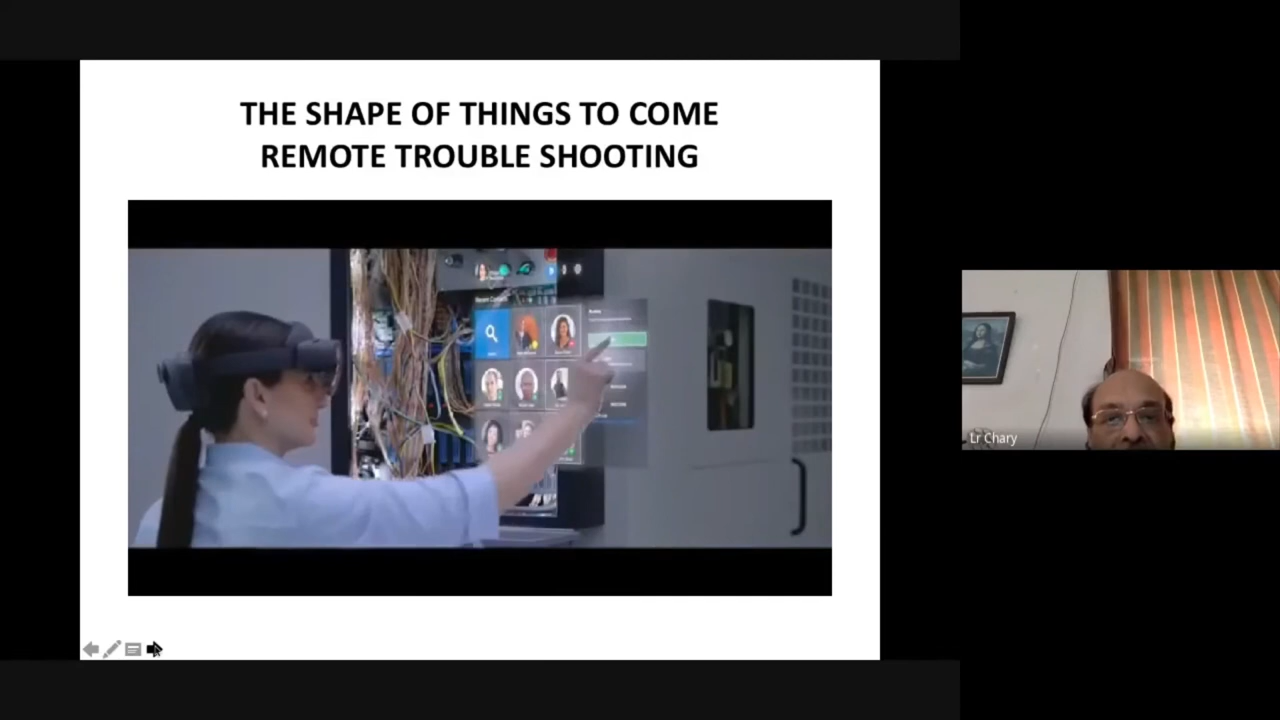 THE SHAPE OF THINGS TO COME
REMOTE TROUBLE SHOOTING
Lr Chary